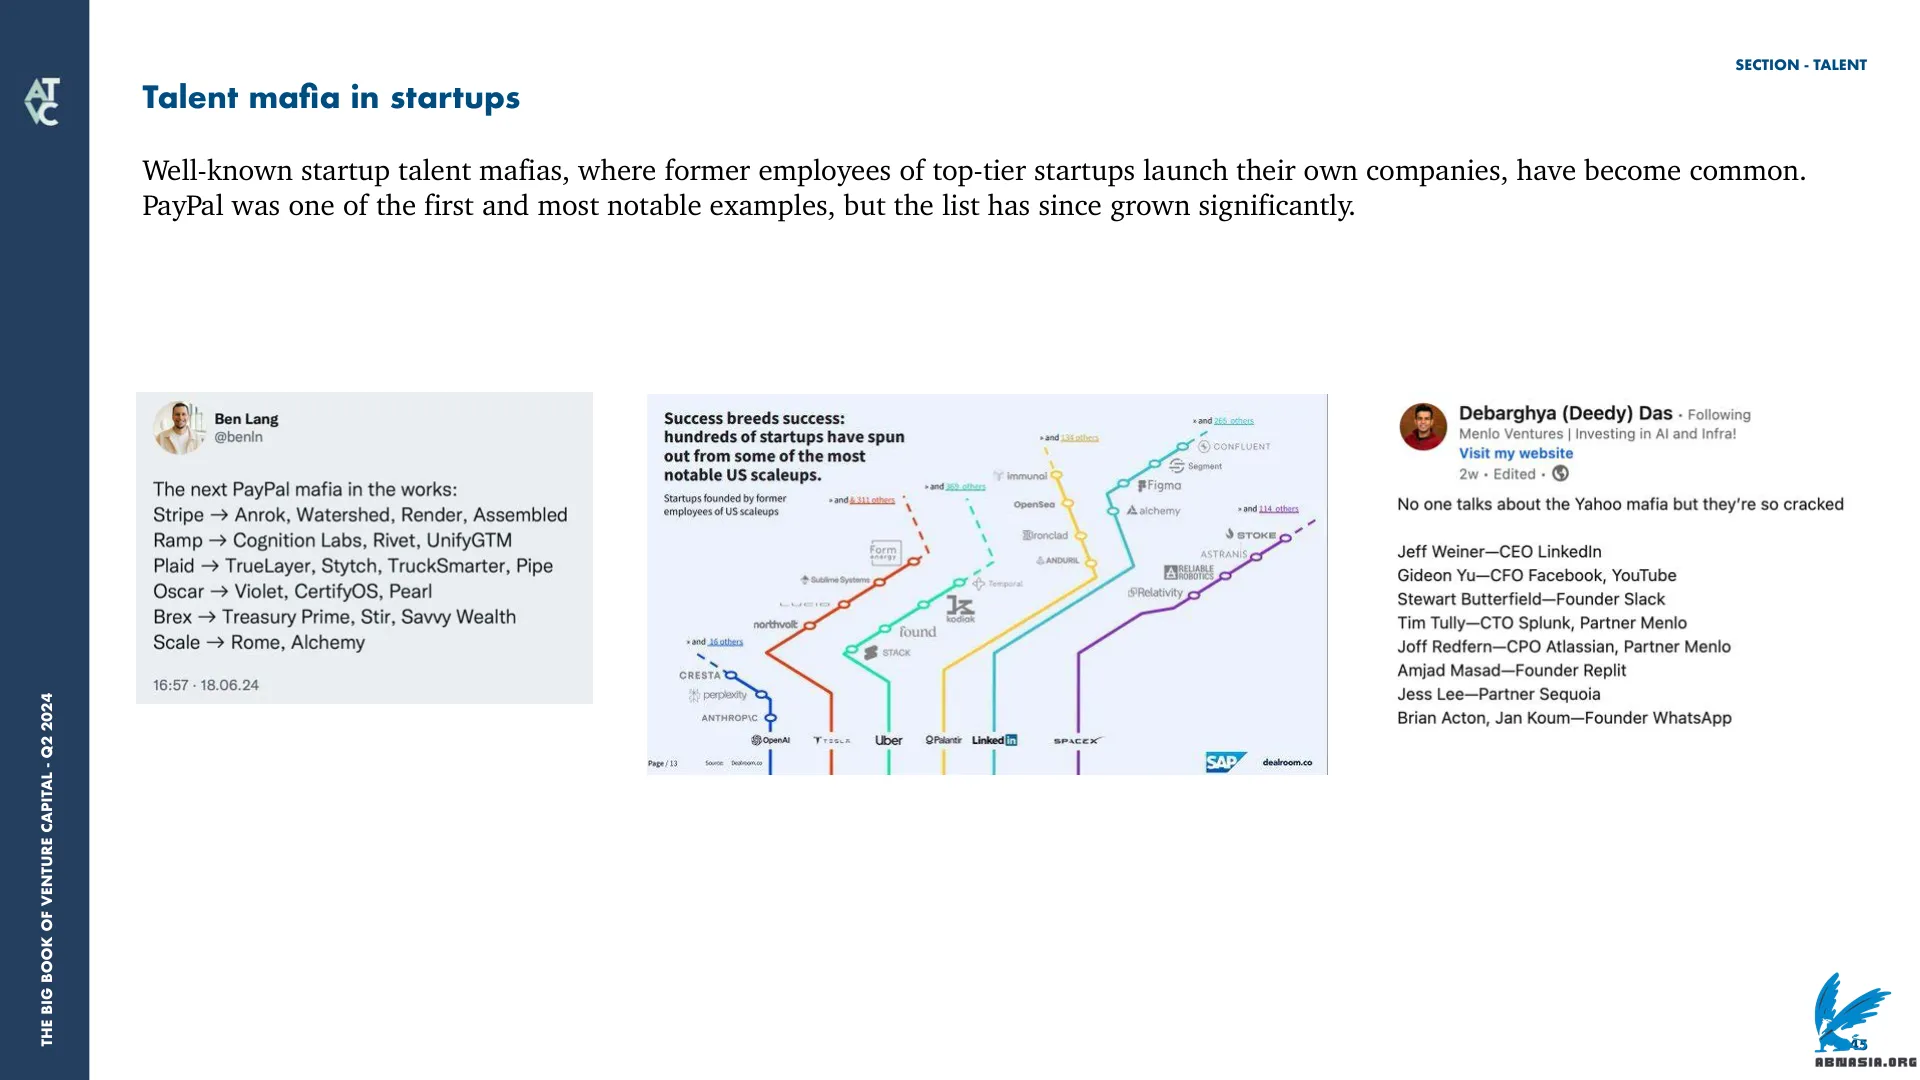 SECTION - TALENT
Talent mafia in startups
Well-known startup talent mafias, where former employees of top-tier startups launch their own companies, have become common.
PayPal was one of the first and most notable examples, but the list has since grown significantly.
Ben Lang
@benln
The next PayPal mafia in the works:
Stripe → Anrok, Watershed, Render, Assembled
Ramp → Cognition Labs, Rivet, UnifyGTM
Plaid → TrueLayer, Stytch, TruckSmarter, Pipe
Oscar → Violet, CertifyOS, Pearl
Brex → Treasury Prime, Stir, Savvy Wealth
Scale → Rome, Alchemy
16:57 · 18.06.24
Success breeds success:
hundreds of startups have spun
out from some of the most
notable US scaleups.
Startups founded by former
employees of US scaleups
» and 16 others
CRESTA
perplexity
ANTHROP\C
OpenAI
» and & 311 others
Form energy
Sublime Systems
LUCID
northvolt
TESLA
» and 369 others
Temporal
kodiak
found
STACK
Uber
» and 134 others
immunai
OpenSea
Ironclad
ANDURIL
Palantir
» and 265 others
CONFLUENT
Segment
Figma
alchemy
Linked in
» and 114 others
STOKE
ASTRANIS
RELIABLE ROBOTICS
Relativity
SPACEX
Page / 13
Source: Dealroom.co
SAP
dealroom.co
Debarghya (Deedy) Das • Following
Menlo Ventures | Investing in AI and Infra!
Visit my website
2w • Edited •
No one talks about the Yahoo mafia but they’re so cracked
Jeff Weiner—CEO LinkedIn
Gideon Yu—CFO Facebook, YouTube
Stewart Butterfield—Founder Slack
Tim Tully—CTO Splunk, Partner Menlo
Joff Redfern—CPO Atlassian, Partner Menlo
Amjad Masad—Founder Replit
Jess Lee—Partner Sequoia
Brian Acton, Jan Koum—Founder WhatsApp
ATVC
THE BIG BOOK OF VENTURE CAPITAL - Q2 2024
45
ABNASIA.ORG